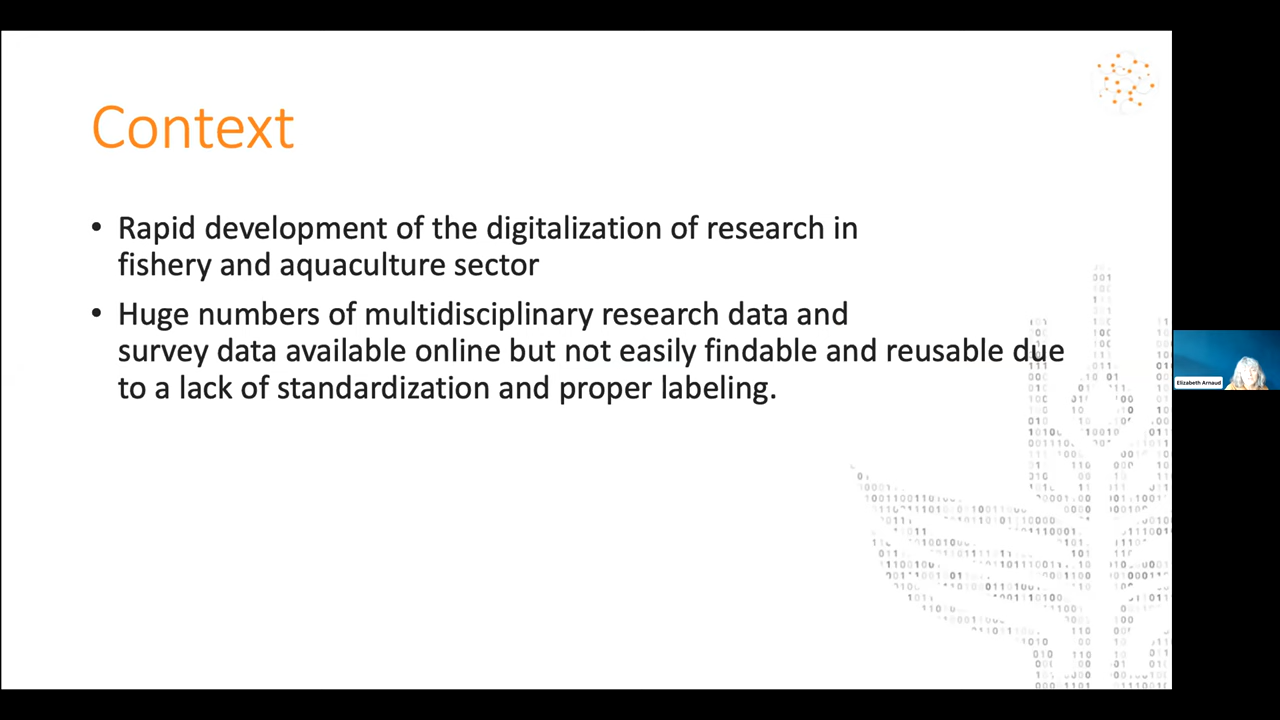 Context
• Rapid development of the digitalization of research in
fishery and aquaculture sector
• Huge numbers of multidisciplinary research data and
survey data available online but not easily findable and reusable due
to a lack of standardization and proper labeling.
Elizabeth Arnaud